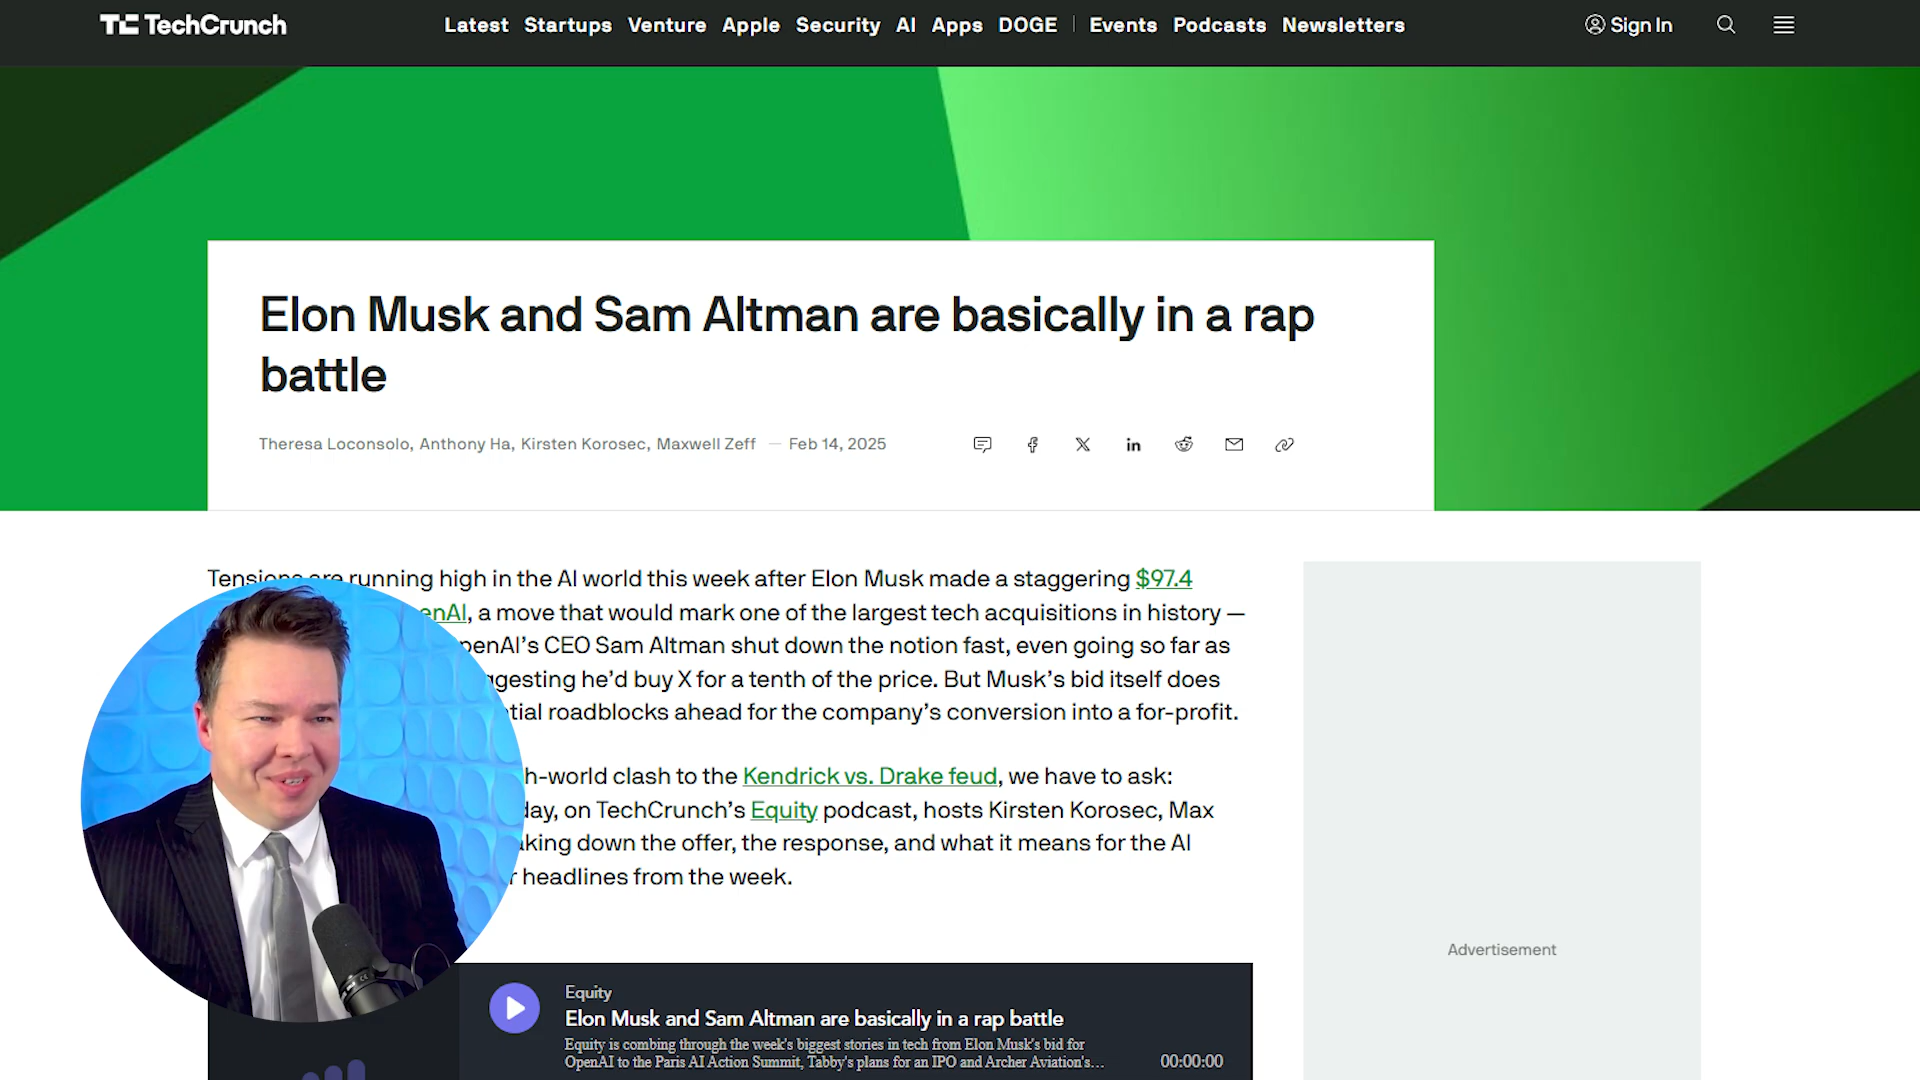 TechCrunch
Latest Startups Venture Apple Security AI Apps DOGE Events Podcasts Newsletters
Sign In
Elon Musk and Sam Altman are basically in a rap
battle
Theresa Loconsolo, Anthony Ha, Kirsten Korosec, Maxwell Zeff — Feb 14, 2025
Tensions are running high in the AI world this week after Elon Musk made a staggering $97.4
, a move that would mark one of the largest tech acquisitions in history —
CEO Sam Altman shut down the notion fast, even going so far as
he’d buy X for a tenth of the price. But Musk’s bid itself does
roadblocks ahead for the company’s conversion into a for-profit.
clash to the Kendrick vs. Drake feud, we have to ask:
on TechCrunch’s Equity podcast, hosts Kirsten Korosec, Max
down the offer, the response, and what it means for the AI
headlines from the week.
Advertisement
Equity
Elon Musk and Sam Altman are basically in a rap battle
Equity is combing through the week's biggest stories in tech from Elon Musk's bid for
OpenAI to the Paris AI Action Summit, Tabby's plans for an IPO and Archer Aviation's…
00:00:00